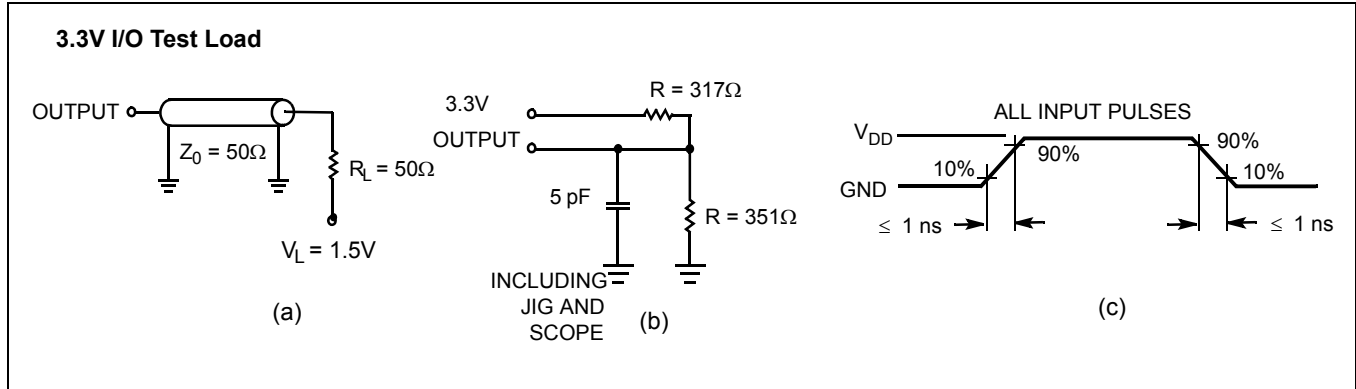 3.3V I/O Test Load
OUTPUT
Z0 = 50Ω
RL = 50Ω
VL = 1.5V
(a)
R = 317Ω
3.3V
OUTPUT
5 pF
R = 351Ω
INCLUDING
JIG AND
SCOPE
(b)
ALL INPUT PULSES
VDD
GND
10%
90%
90%
10%
≤ 1 ns
≤ 1 ns
(c)